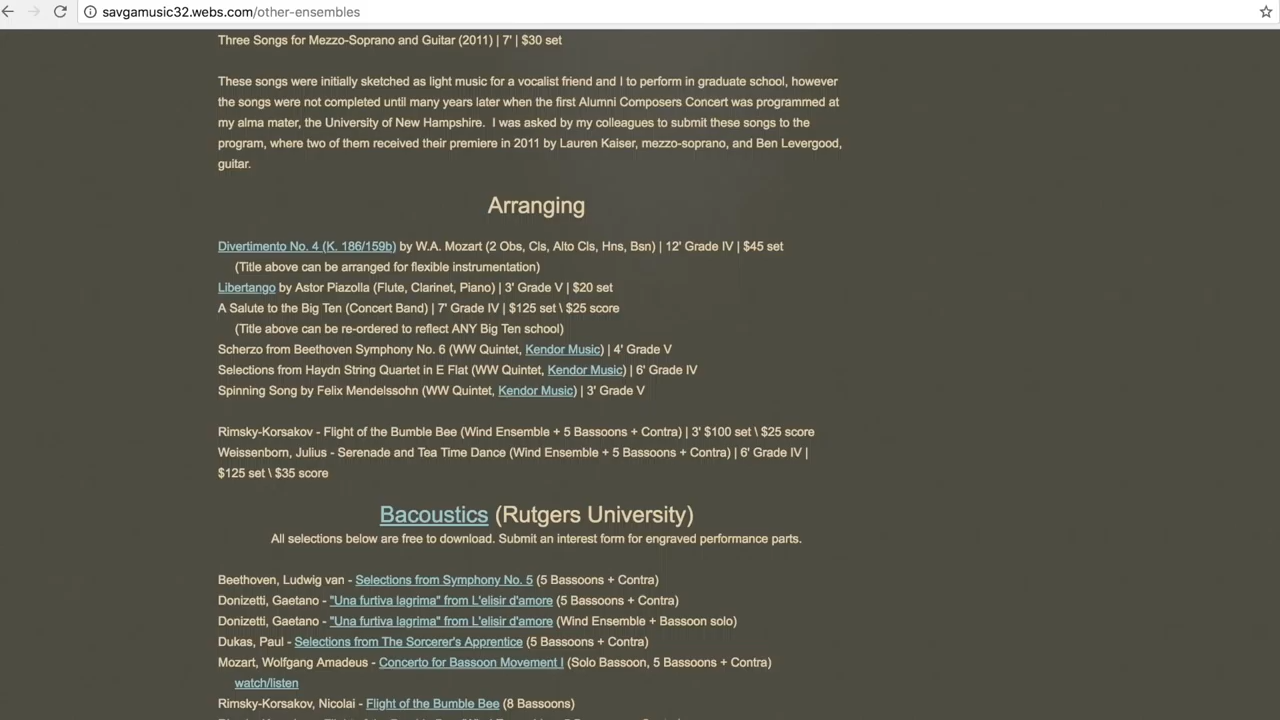 savgamusic32.webs.com/other-ensembles
Three Songs for Mezzo-Soprano and Guitar (2011) | 7' | $30 set
These songs were initially sketched as light music for a vocalist friend and I to perform in graduate school, however
the songs were not completed until many years later when the first Alumni Composers Concert was programmed at
my alma mater, the University of New Hampshire.  I was asked by my colleagues to submit these songs to the
program, where two of them received their premiere in 2011 by Lauren Kaiser, mezzo-soprano, and Ben Levergood,
guitar.
Arranging
Divertimento No. 4 (K. 186/159b) by W.A. Mozart (2 Obs, Cls, Alto Cls, Hns, Bsn) | 12' Grade IV | $45 set
(Title above can be arranged for flexible instrumentation)
Libertango by Astor Piazolla (Flute, Clarinet, Piano) | 3' Grade V | $20 set
A Salute to the Big Ten (Concert Band) | 7' Grade IV | $125 set \ $25 score
(Title above can be re-ordered to reflect ANY Big Ten school)
Scherzo from Beethoven Symphony No. 6 (WW Quintet, Kendor Music) | 4' Grade V
Selections from Haydn String Quartet in E Flat (WW Quintet, Kendor Music) | 6' Grade IV
Spinning Song by Felix Mendelssohn (WW Quintet, Kendor Music) | 3' Grade V
Rimsky-Korsakov - Flight of the Bumble Bee (Wind Ensemble + 5 Bassoons + Contra) | 3' $100 set \ $25 score
Weissenborn, Julius - Serenade and Tea Time Dance (Wind Ensemble + 5 Bassoons + Contra) | 6' Grade IV |
$125 set \ $35 score
Bacoustics (Rutgers University)
All selections below are free to download. Submit an interest form for engraved performance parts.
Beethoven, Ludwig van - Selections from Symphony No. 5 (5 Bassoons + Contra)
Donizetti, Gaetano - "Una furtiva lagrima" from L'elisir d'amore (5 Bassoons + Contra)
Donizetti, Gaetano - "Una furtiva lagrima" from L'elisir d'amore (Wind Ensemble + Bassoon solo)
Dukas, Paul - Selections from The Sorcerer's Apprentice (5 Bassoons + Contra)
Mozart, Wolfgang Amadeus - Concerto for Bassoon Movement I (Solo Bassoon, 5 Bassoons + Contra)
watch/listen
Rimsky-Korsakov, Nicolai - Flight of the Bumble Bee (8 Bassoons)